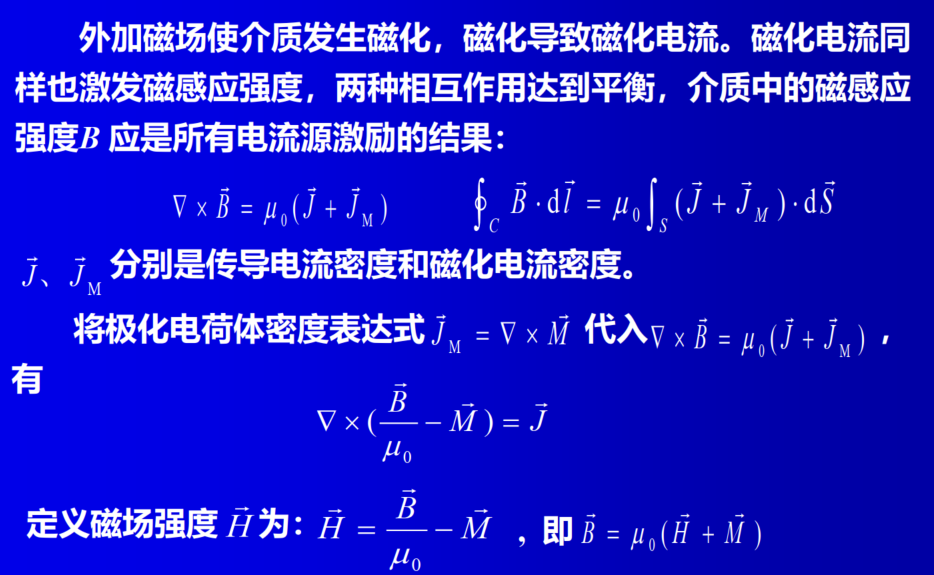 外加磁场使介质发生磁化，磁化导致磁化电流。磁化电流同
样也激发磁感应强度，两种相互作用达到平衡，介质中的磁感应
强度B 应是所有电流源激励的结果：
$\nabla \times \vec{B} = \mu_0(\vec{J} + \vec{J}_{\mathrm{M}})$ $\oint_C \vec{B} \cdot \mathrm{d}\vec{l} = \mu_0 \int_S (\vec{J} + \vec{J}_M) \cdot \mathrm{d}\vec{S}$
$\vec{J}$、$\vec{J}_{\mathrm{M}}$ 分别是传导电流密度和磁化电流密度。
将极化电荷体密度表达式 $\vec{J}_{\mathrm{M}} = \nabla \times \vec{M}$ 代入 $\nabla \times \vec{B} = \mu_0(\vec{J} + \vec{J}_{\mathrm{M}})$ ，
有
$\nabla \times (\frac{\vec{B}}{\mu_0} - \vec{M}) = \vec{J}$
定义磁场强度 $\vec{H}$ 为：$\vec{H} = \frac{\vec{B}}{\mu_0} - \vec{M}$ ，即 $\vec{B} = \mu_0(\vec{H} + \vec{M})$